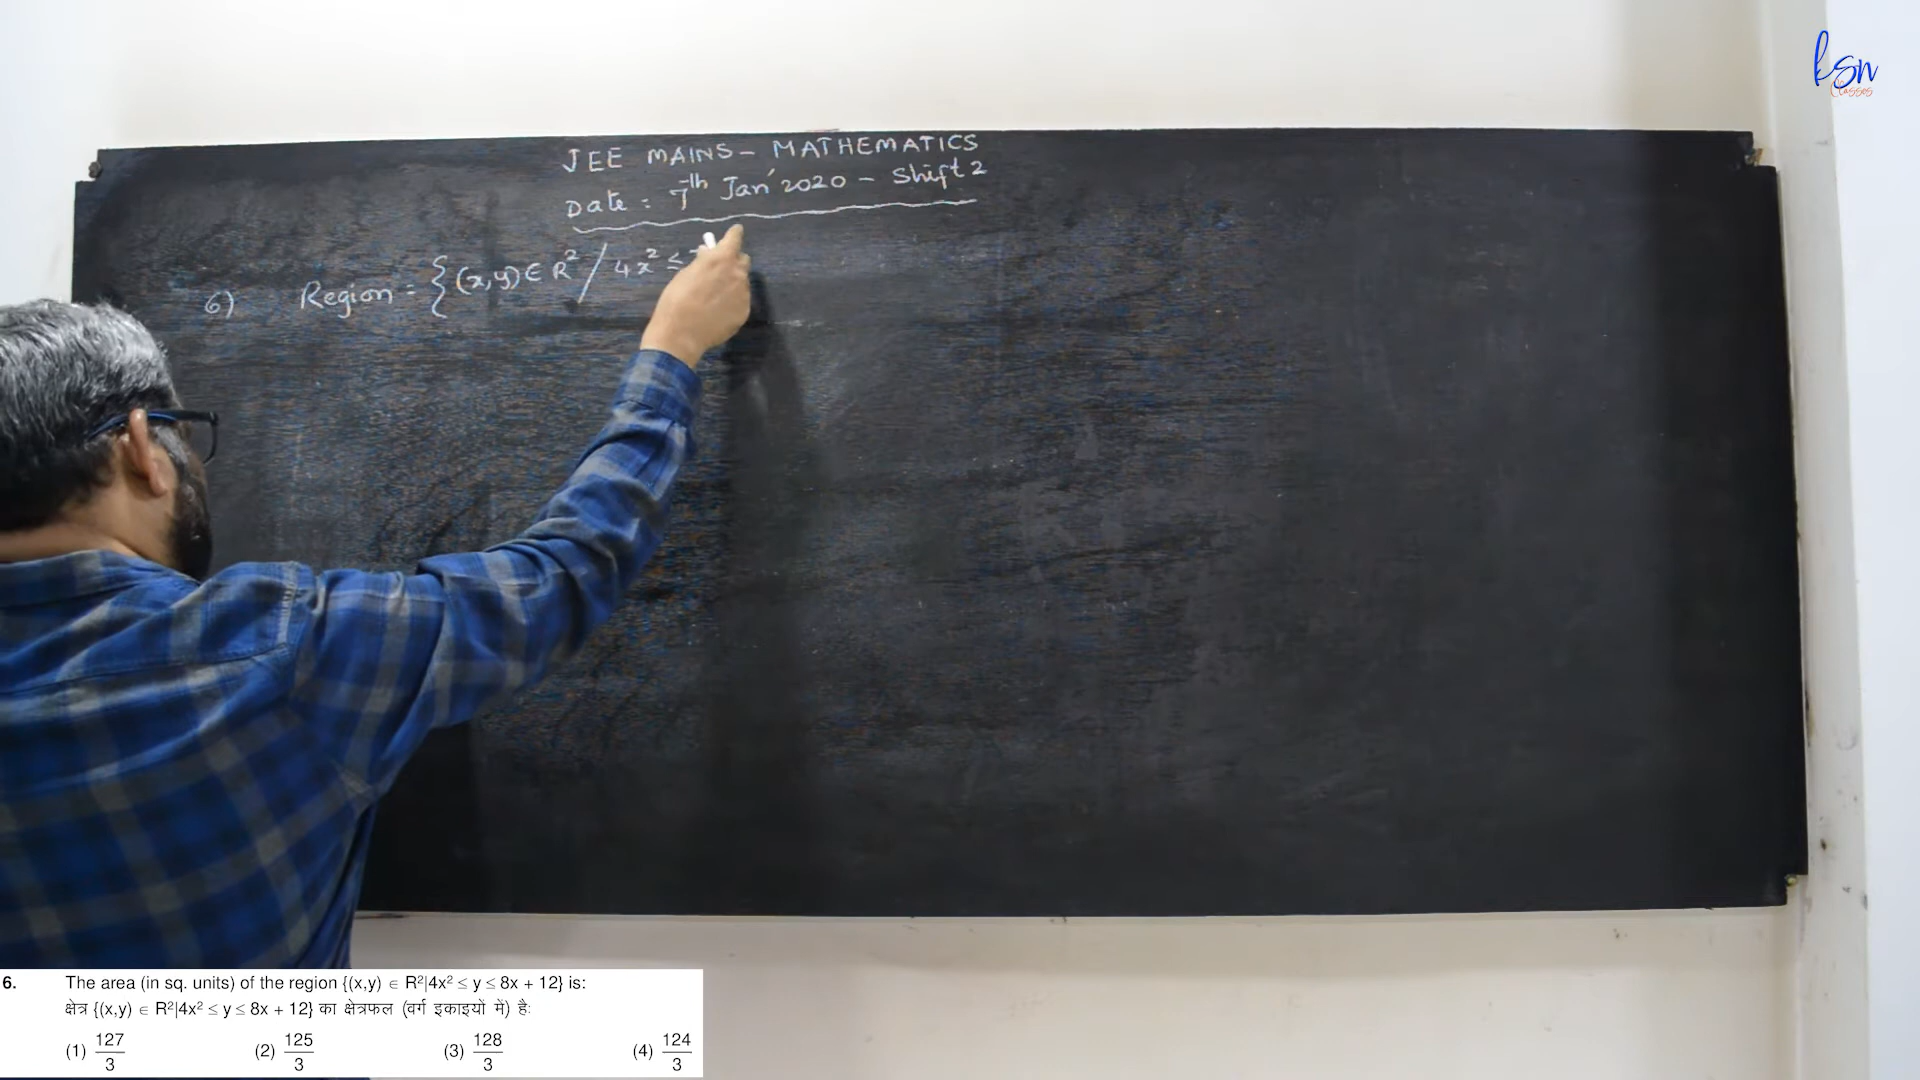 ksn
Classes
JEE MAINS - MATHEMATICS
Date : 7th Jan' 2020 - Shift 2
6) Region = {(x,y) ∈ R² / 4x² ≤
6. The area (in sq. units) of the region {(x,y) ∈ R²|4x² ≤ y ≤ 8x + 12} is:
क्षेत्र {(x,y) ∈ R²|4x² ≤ y ≤ 8x + 12} का क्षेत्रफल (वर्ग इकाइयों में) है:
(1) 127/3 (2) 125/3 (3) 128/3 (4) 124/3